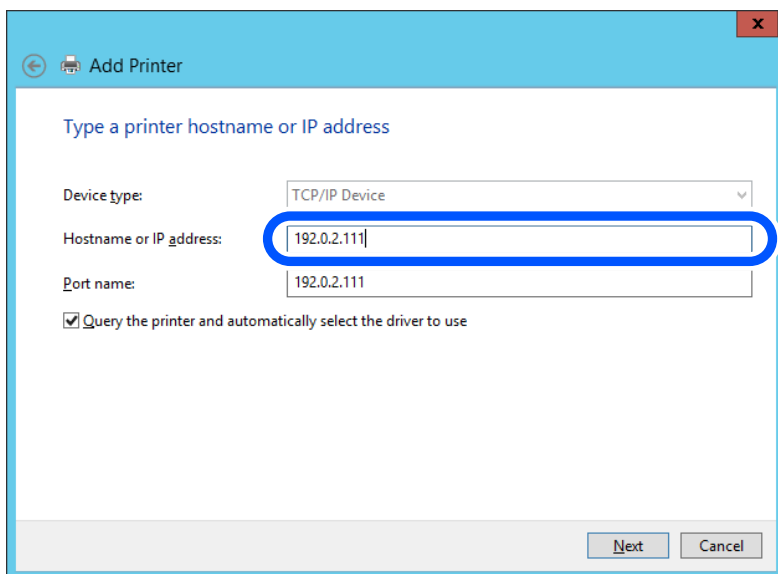 x
Add Printer
Type a printer hostname or IP address
Device type: TCP/IP Device
Hostname or IP address: 192.0.2.111
Port name: 192.0.2.111
Query the printer and automatically select the driver to use
Next Cancel